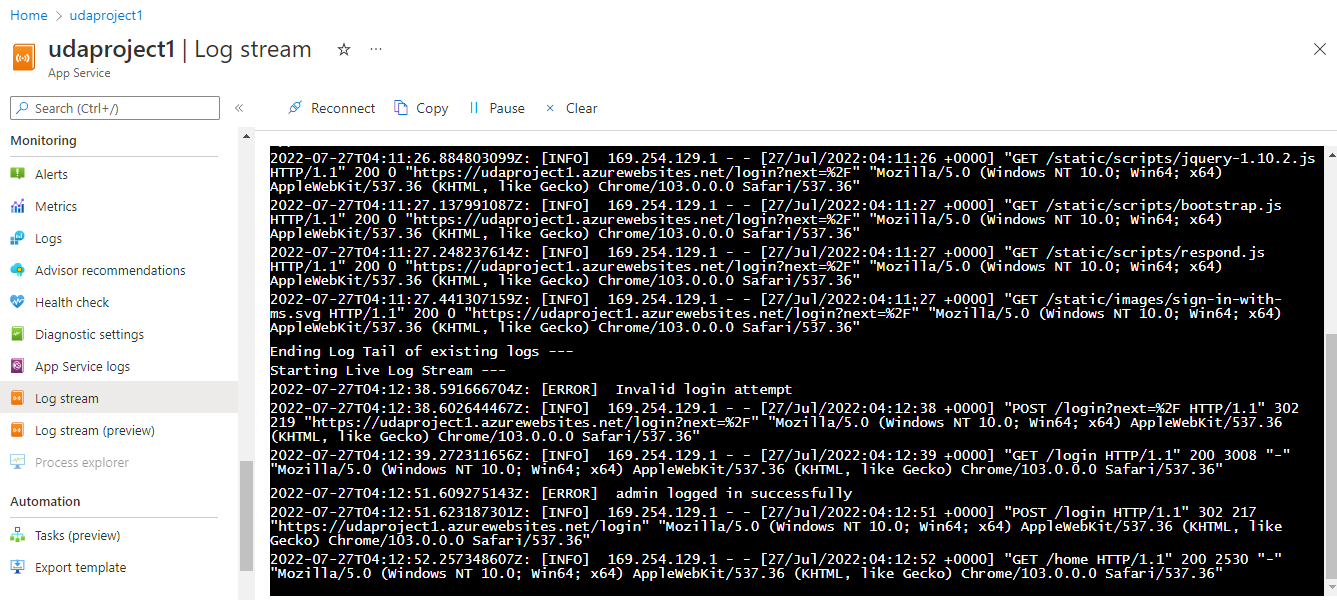 Home > udaproject1
udaproject1 | Log stream
App Service
Search (Ctrl+/)
Reconnect Copy Pause Clear
Monitoring
Alerts
Metrics
Logs
Advisor recommendations
Health check
Diagnostic settings
App Service logs
Log stream
Log stream (preview)
Process explorer
Automation
Tasks (preview)
Export template
2022-07-27T04:11:26.884803099Z: [INFO]  169.254.129.1 - - [27/Jul/2022:04:11:26 +0000] "GET /static/scripts/jquery-1.10.2.js
HTTP/1.1" 200 0 "https://udaproject1.azurewebsites.net/login?next=%2F" "Mozilla/5.0 (Windows NT 10.0; Win64; x64)
AppleWebKit/537.36 (KHTML, like Gecko) Chrome/103.0.0.0 Safari/537.36"
2022-07-27T04:11:27.137991087Z: [INFO]  169.254.129.1 - - [27/Jul/2022:04:11:27 +0000] "GET /static/scripts/bootstrap.js
HTTP/1.1" 200 0 "https://udaproject1.azurewebsites.net/login?next=%2F" "Mozilla/5.0 (Windows NT 10.0; Win64; x64)
AppleWebKit/537.36 (KHTML, like Gecko) Chrome/103.0.0.0 Safari/537.36"
2022-07-27T04:11:27.248237614Z: [INFO]  169.254.129.1 - - [27/Jul/2022:04:11:27 +0000] "GET /static/scripts/respond.js
HTTP/1.1" 200 0 "https://udaproject1.azurewebsites.net/login?next=%2F" "Mozilla/5.0 (Windows NT 10.0; Win64; x64)
AppleWebKit/537.36 (KHTML, like Gecko) Chrome/103.0.0.0 Safari/537.36"
2022-07-27T04:11:27.441307159Z: [INFO]  169.254.129.1 - - [27/Jul/2022:04:11:27 +0000] "GET /static/images/sign-in-with-
ms.svg HTTP/1.1" 200 0 "https://udaproject1.azurewebsites.net/login?next=%2F" "Mozilla/5.0 (Windows NT 10.0; Win64; x64)
AppleWebKit/537.36 (KHTML, like Gecko) Chrome/103.0.0.0 Safari/537.36"
Ending Log Tail of existing logs ---
Starting Live Log Stream ---
2022-07-27T04:12:38.591666704Z: [ERROR]  Invalid login attempt
2022-07-27T04:12:38.602644467Z: [INFO]  169.254.129.1 - - [27/Jul/2022:04:12:38 +0000] "POST /login?next=%2F HTTP/1.1" 302
219 "https://udaproject1.azurewebsites.net/login?next=%2F" "Mozilla/5.0 (Windows NT 10.0; Win64; x64) AppleWebKit/537.36
(KHTML, like Gecko) Chrome/103.0.0.0 Safari/537.36"
2022-07-27T04:12:39.272311656Z: [INFO]  169.254.129.1 - - [27/Jul/2022:04:12:39 +0000] "GET /login HTTP/1.1" 200 3008 "-"
"Mozilla/5.0 (Windows NT 10.0; Win64; x64) AppleWebKit/537.36 (KHTML, like Gecko) Chrome/103.0.0.0 Safari/537.36"
2022-07-27T04:12:51.609275143Z: [ERROR]  admin logged in successfully
2022-07-27T04:12:51.623187301Z: [INFO]  169.254.129.1 - - [27/Jul/2022:04:12:51 +0000] "POST /login HTTP/1.1" 302 217
"https://udaproject1.azurewebsites.net/login" "Mozilla/5.0 (Windows NT 10.0; Win64; x64) AppleWebKit/537.36 (KHTML, like
Gecko) Chrome/103.0.0.0 Safari/537.36"
2022-07-27T04:12:52.257348607Z: [INFO]  169.254.129.1 - - [27/Jul/2022:04:12:52 +0000] "GET /home HTTP/1.1" 200 2530 "-"
"Mozilla/5.0 (Windows NT 10.0; Win64; x64) AppleWebKit/537.36 (KHTML, like Gecko) Chrome/103.0.0.0 Safari/537.36"